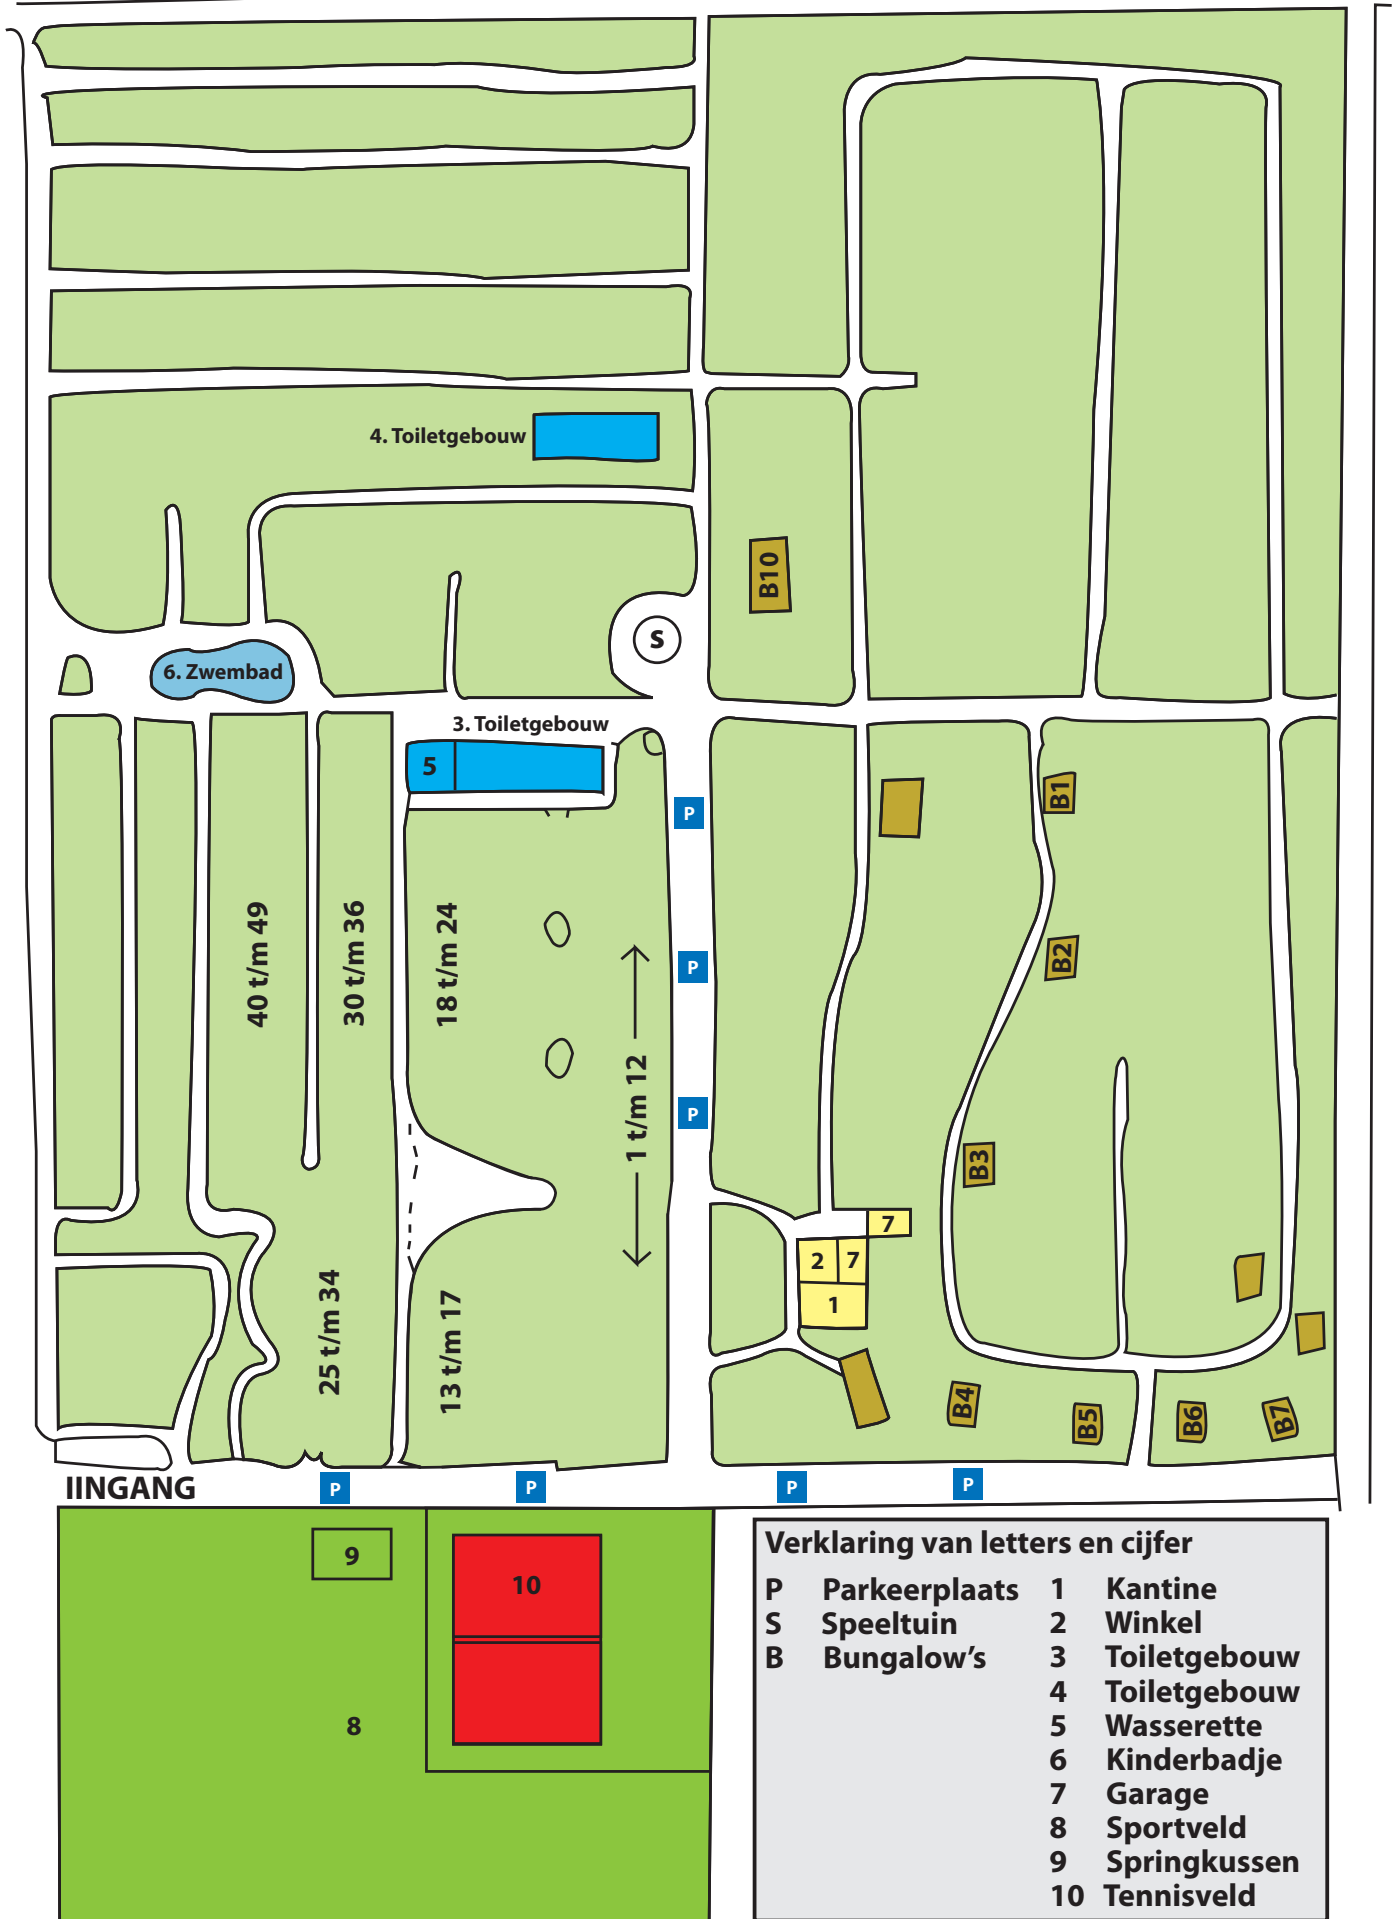 4. Toiletgebouw
B10
S
6. Zwembad
3. Toiletgebouw
5
P
B1
40 t/m 49
30 t/m 36
18 t/m 24
P
B2
1 t/m 12
P
B3
7
2
7
1
25 t/m 34
13 t/m 17
B4
B5
B6
B7
IINGANG
P
P
P
P
9
10
8
Verklaring van letters en cijfer
P Parkeerplaats 1 Kantine
S Speeltuin 2 Winkel
B Bungalow's 3 Toiletgebouw
4 Toiletgebouw
5 Wasserette
6 Kinderbadje
7 Garage
8 Sportveld
9 Springkussen
10 Tennisveld